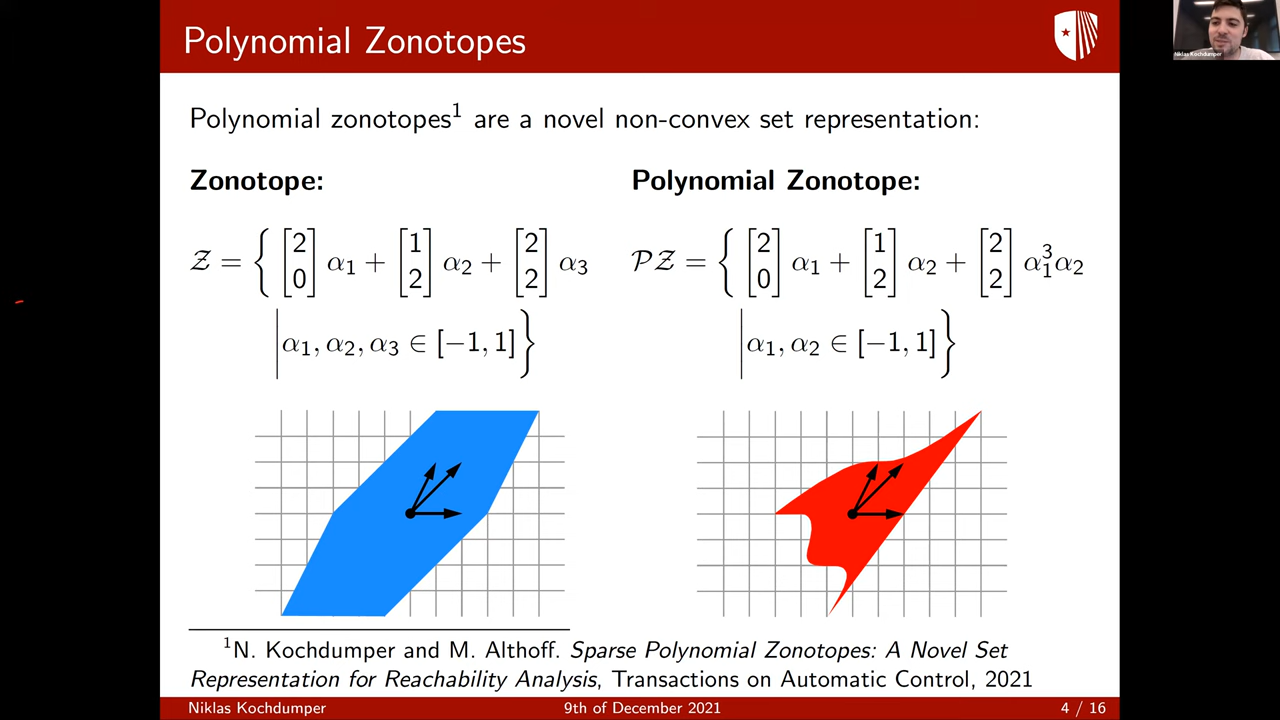 Polynomial Zonotopes
Niklas Kochdumper
Polynomial zonotopes¹ are a novel non-convex set representation:
Zonotope:
𝒵 = { [2 0] α₁ + [1 2] α₂ + [2 2] α₃
| α₁, α₂, α₃ ∈ [−1, 1] }
Polynomial Zonotope:
𝒫𝒵 = { [2 0] α₁ + [1 2] α₂ + [2 2] α₁³α₂
| α₁, α₂ ∈ [−1, 1] }
¹N. Kochdumper and M. Althoff. Sparse Polynomial Zonotopes: A Novel Set
Representation for Reachability Analysis, Transactions on Automatic Control, 2021
Niklas Kochdumper 9th of December 2021 4 / 16